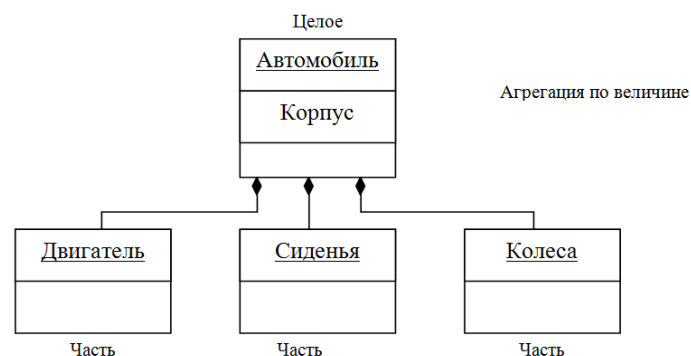 Целое
Автомобиль
Агрегация по величине
Корпус
Двигатель
Сиденья
Колеса
Часть
Часть
Часть